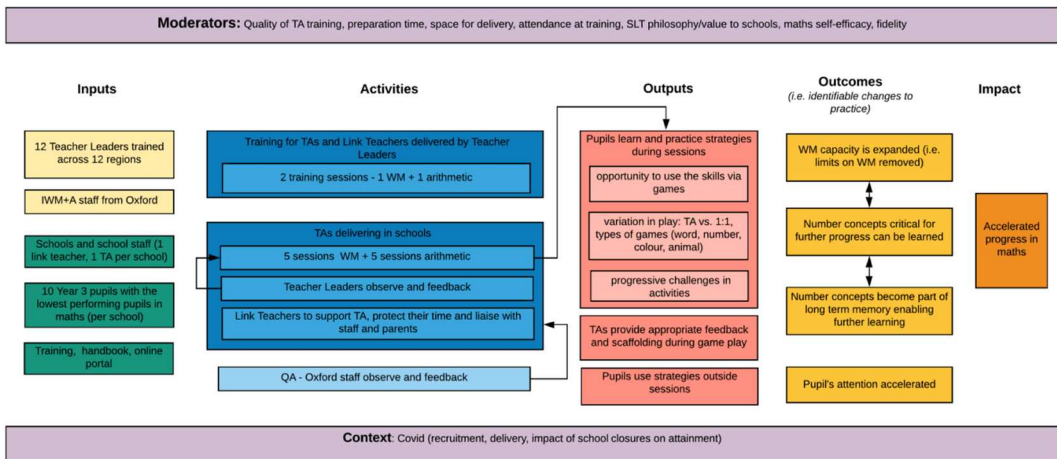 Moderators: Quality of TA training, preparation time, space for delivery, attendance at training, SLT philosophy/value to schools, maths self-efficacy, fidelity
Inputs
12 Teacher Leaders trained
across 12 regions
IWM+A staff from Oxford
Schools and school staff (1
link teacher, 1 TA per school)
10 Year 3 pupils with the
lowest performing pupils in
maths (per school)
Training, handbook, online
portal
Activities
Training for TAs and Link Teachers delivered by Teacher
Leaders
2 training sessions - 1 WM + 1 arithmetic
TAs delivering in schools
5 sessions WM + 5 sessions arithmetic
Teacher Leaders observe and feedback
Link Teachers to support TA, protect their time and liaise with
staff and parents
QA - Oxford staff observe and feedback
Outputs
Pupils learn and practice strategies
during sessions
opportunity to use the skills via
games
variation in play: TA vs. 1:1,
types of games (word, number,
colour, animal)
progressive challenges in
activities
TAs provide appropriate feedback
and scaffolding during game play
Pupils use strategies outside
sessions
Outcomes
(i.e. identifiable changes to
practice)
WM capacity is expanded (i.e.
limits on WM removed)
Number concepts critical for
further progress can be learned
Number concepts become part of
long term memory enabling
further learning
Pupil's attention accelerated
Impact
Accelerated
progress in
maths
Context: Covid (recruitment, delivery, impact of school closures on attainment)